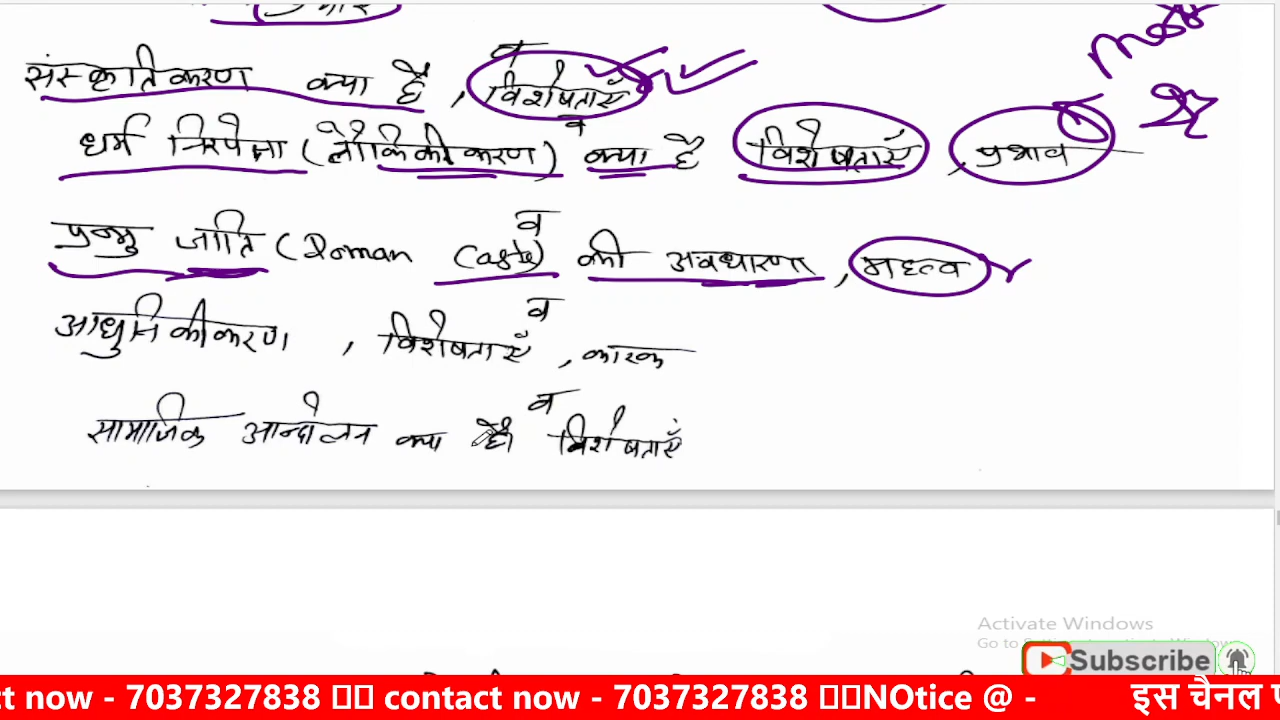 संस्कृतिकरण क्या है, व विशेषताएँ
धर्म निरपेक्षता (लौकिकीकरण) व क्या है विशेषताएँ, प्रभाव
प्रभु जाति (Doman Caste) व की अवधारणा, महत्व
आधुनिकीकरण, विशेषताएँ व, कारक
सामाजिक आन्दोलन क्या है। व विशेषताएँ
Activate Windows
Subscribe
ct now - 7037327838 contact now - 7037327838 NOtice @ - इस चैनल